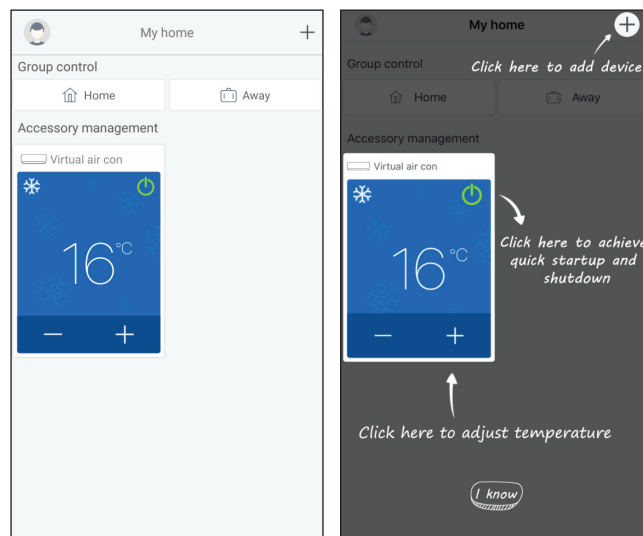 My home +
Group control
Home Away
Accessory management
Virtual air con
16°C
− +
My home +
Click here to add device
Group control
Home Away
Accessory management
Virtual air con
16°C
− +
Click here to achieve
quick startup and
shutdown
Click here to adjust temperature
I know